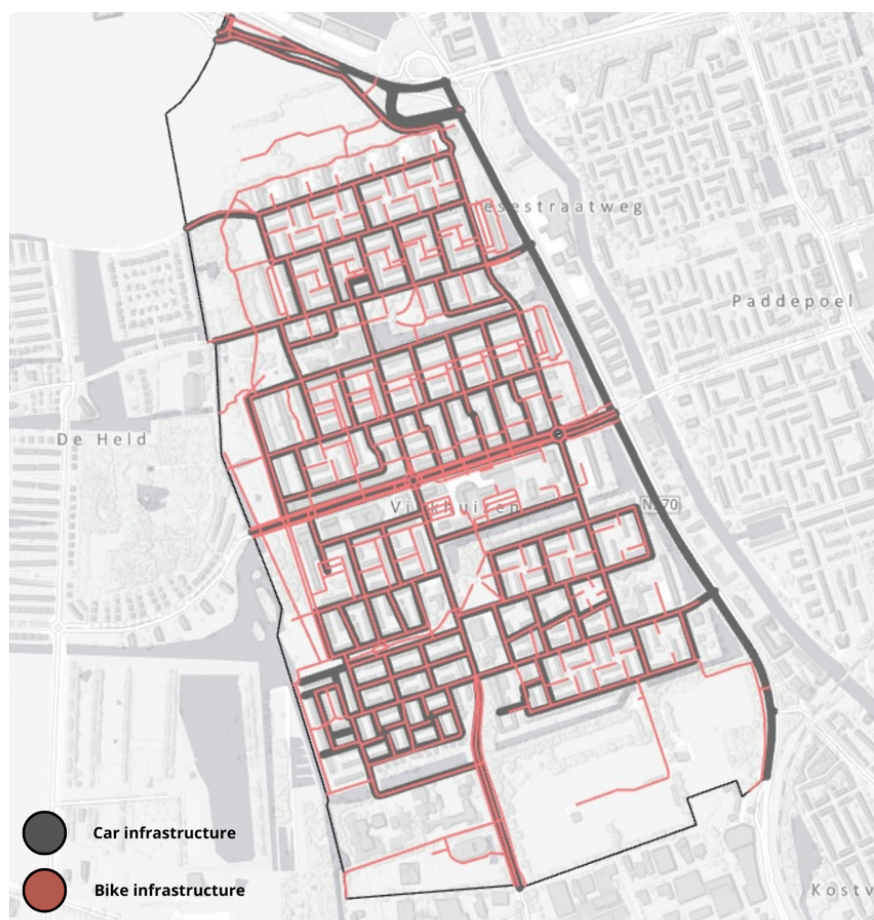 esestraatweg
Paddepoel
De Held
N370
Car infrastructure
Bike infrastructure
Kostv